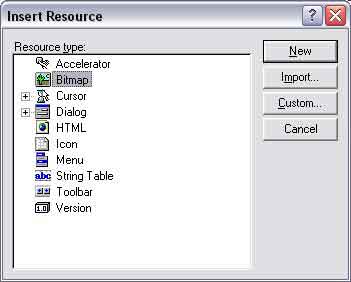 Insert Resource
Resource type:
Accelerator
Bitmap
Cursor
Dialog
HTML
Icon
Menu
abc String Table
Toolbar
1.0 Version
New
Import...
Custom...
Cancel